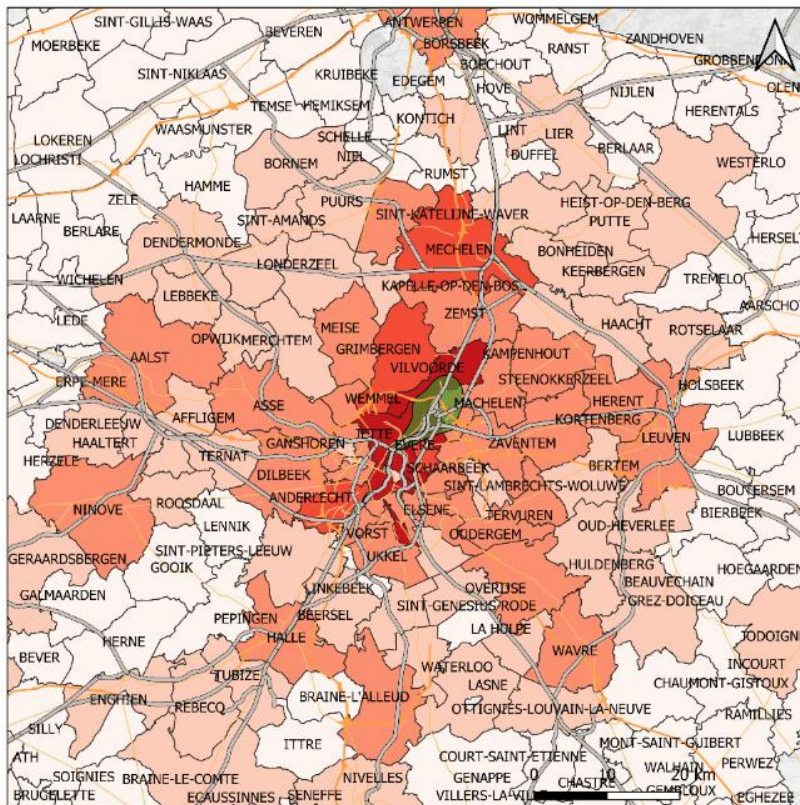 SINT-GILLIS-WAAS
ANTWERPEN
WOMMELGEM
MOERBEKE
BEVEREN
BORSBEEK
ZANDHOVEN
RANST
BOECHOUT
GROBBENDONK
SINT-NIKLAAS
KRUIBEKE
EDEGEM
HOVE
NIJLEN
OLEN
TEMSE
HEMIKSEM
KONTICH
HERENTALS
LOKEREN
WAASMUNSTER
SCHELLE
LINT
LIER
LOCHRISTI
NIEL
DUFFEL
BERLAAR
BORNEM
WESTERLO
HAMME
RUMST
ZELE
PUURS
HEIST-OP-DEN-BERG
LAARNE
SINT-AMANDS
SINT-KATELIJNE-WAVER
PUTTE
BERLARE
HERSELT
DENDERMONDE
MECHELEN
BONHEIDEN
LONDERZEEL
KEERBERGEN
WICHELEN
KAPELLE-OP-DEN-BOS
TREMELO
LEBBEKE
AARSCHOT
LEDE
ZEMST
HAACHT
MEISE
ROTSELAAR
OPWIJK
MERCHTEM
GRIMBERGEN
KAMPENHOUT
AALST
VILVOORDE
STEENOKKERZEEL
ERPE-MERE
HOLSBEEK
WEMMEL
MACHELEN
HERENT
AFFLIGEM
ASSE
KORTENBERG
DENDERLEEUW
JETTE
LEUVEN
HAALTERT
GANSHOREN
EVERE
ZAVENTEM
LUBBEEK
HERZELE
TERNAT
SCHAARBEEK
BERTEM
DILBEEK
SINT-LAMBRECHTS-WOLUWE
BOUTERSEM
ANDERLECHT
NINOVE
ROOSDAAL
ELSENE
TERVUREN
BIERBEEK
LENNIK
OUD-HEVERLEE
VORST
OUDERGEM
GERAARDSBERGEN
SINT-PIETERS-LEEUW
UKKEL
HULDENBERG
GOOIK
HOEGAARDEN
BEAUVECHAIN
LINKEBEEK
OVERIJSE
GALMAARDEN
GREZ-DOICEAU
PEPINGEN
BEERSEL
SINT-GENESIUS-RODE
HERNE
LA HULPE
WAVRE
BEVER
HALLE
INCOURT
TUBIZE
WATERLOO
CHAUMONT-GISTOUX
ENGHIEN
BRAINE-L'ALLEUD
LASNE
REBECQ
OTTIGNIES-LOUVAIN-LA-NEUVE
RAMILLIES
SILLY
ITTRE
MONT-SAINT-GUIBERT
ATH
COURT-SAINT-ETIENNE
WALHAIN
PERWEZ
SOIGNIES
BRAINE-LE-COMTE
NIVELLES
GENAPPE
0
10
20 km
CHASTRE
GEMBLOUX
BRUGELETTE
ECAUSSINNES
SENEFFE
EGHEZEE